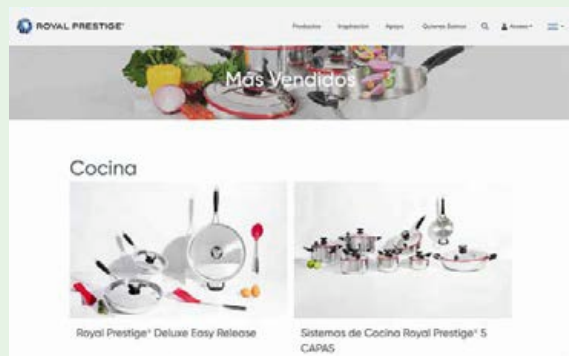 ROYAL PRESTIGE®
Productos Inspiración Apoyo Quienes Somos Acceso
Más Vendidos
Cocina
Royal Prestige® Deluxe Easy Release
Sistemas de Cocina Royal Prestige® 5
CAPAS